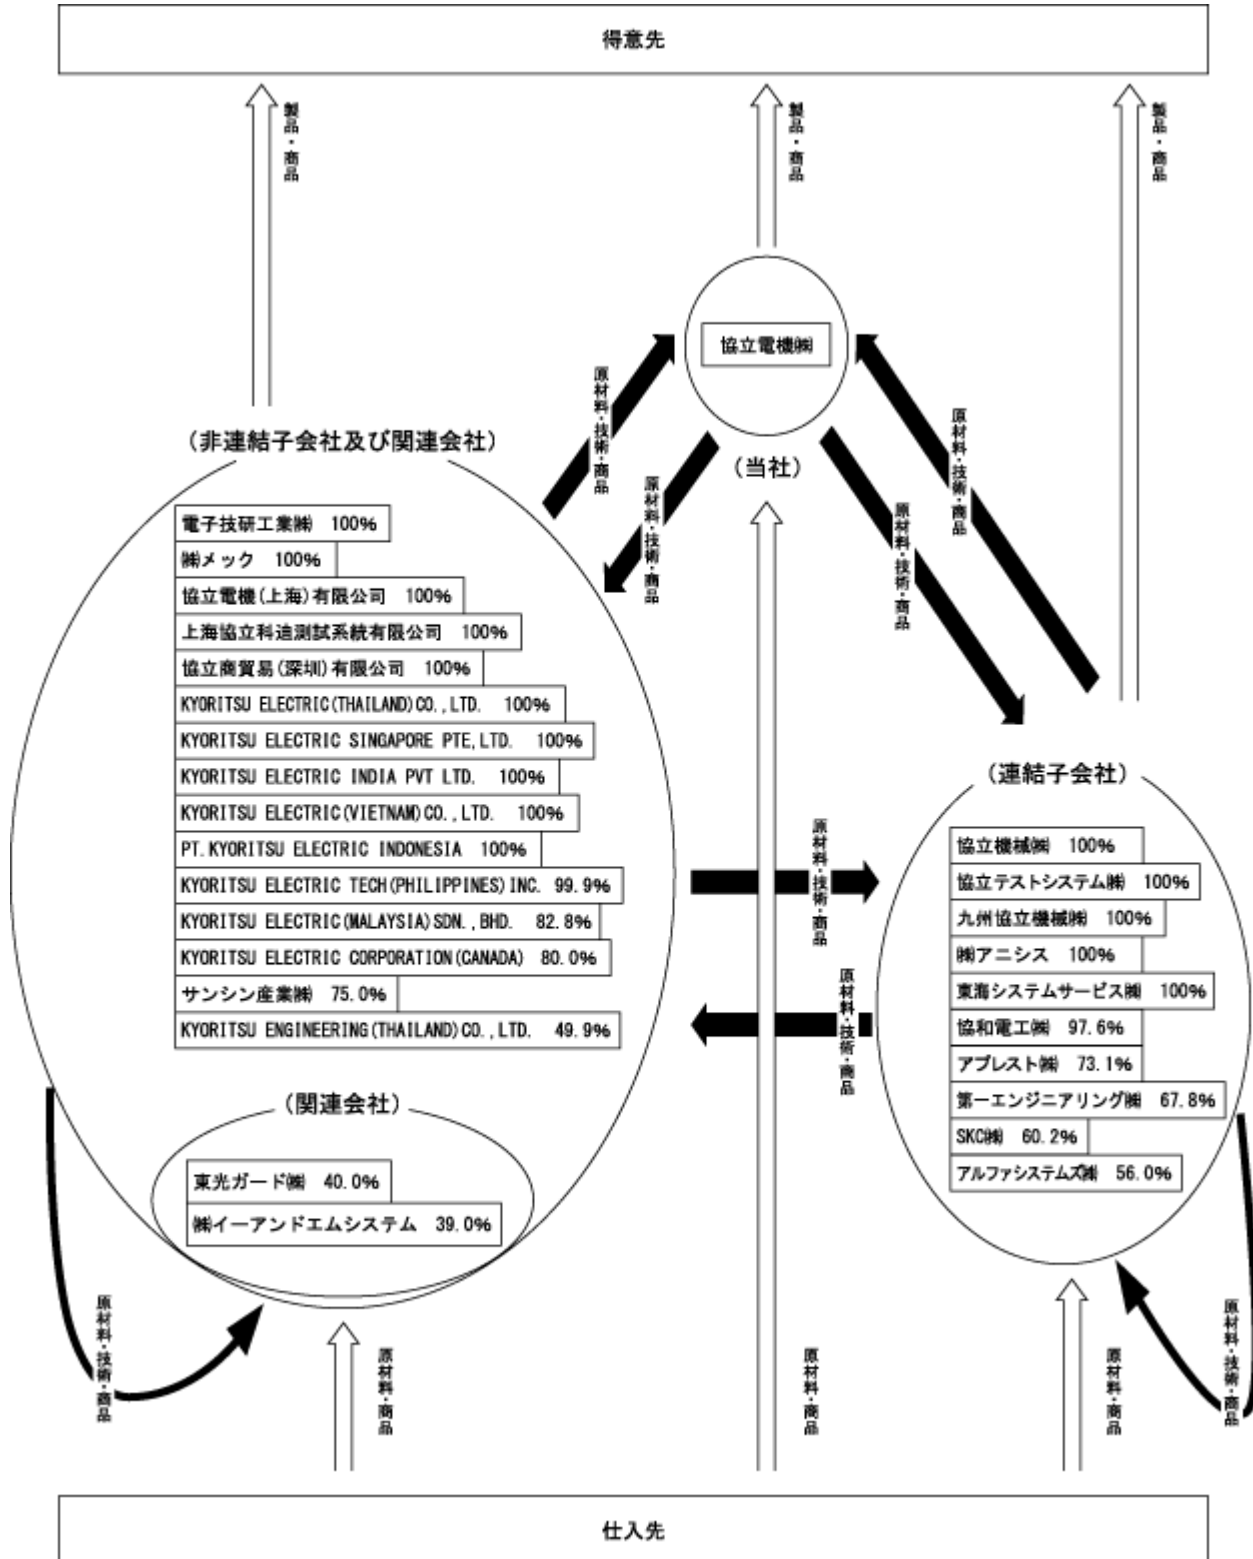 得意先
製品・商品
製品・商品
製品・商品
協立電機㈱
(当社)
原材料・技術・商品
原材料・技術・商品
原材料・技術・商品
原材料・技術・商品
(非連結子会社及び関連会社)
電子技研工業㈱ 100%
㈱メック 100%
協立電機(上海)有限公司 100%
上海協立科迪測試系統有限公司 100%
協立商貿易(深圳)有限公司 100%
KYORITSU ELECTRIC(THAILAND)CO.,LTD. 100%
KYORITSU ELECTRIC SINGAPORE PTE,LTD. 100%
KYORITSU ELECTRIC INDIA PVT LTD. 100%
KYORITSU ELECTRIC(VIETNAM)CO.,LTD. 100%
PT.KYORITSU ELECTRIC INDONESIA 100%
KYORITSU ELECTRIC TECH(PHILIPPINES)INC. 99.9%
KYORITSU ELECTRIC(MALAYSIA)SDN.,BHD. 82.8%
KYORITSU ELECTRIC CORPORATION(CANADA) 80.0%
サンシン産業㈱ 75.0%
KYORITSU ENGINEERING(THAILAND)CO.,LTD. 49.9%
(関連会社)
東光ガード㈱ 40.0%
㈱イーアンドエムシステム 39.0%
原材料・技術・商品
原材料・技術・商品
(連結子会社)
協立機械㈱ 100%
協立テストシステム㈱ 100%
九州協立機械㈱ 100%
㈱アニシス 100%
東海システムサービス㈱ 100%
協和電工㈱ 97.6%
アプレスト㈱ 73.1%
第一エンジニアリング㈱ 67.8%
SKC㈱ 60.2%
アルファシステムズ㈱ 56.0%
原材料・技術・商品
原材料・技術・商品
原材料・商品
原材料・商品
原材料・商品
仕入先